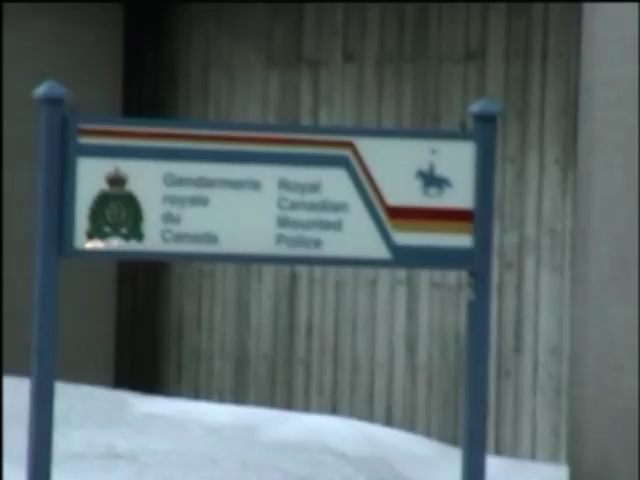 Gendarmerie
royale
du
Canada
Royal
Canadian
Mounted
Police